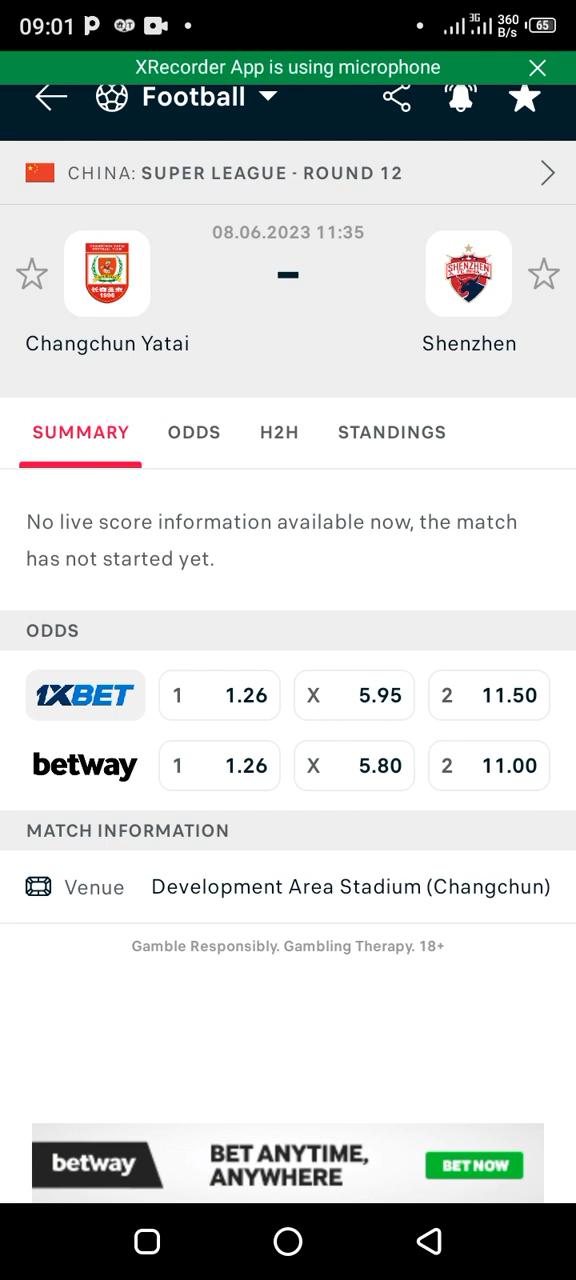 09:01
3G
360
B/s
65
XRecorder App is using microphone
Football
CHINA: SUPER LEAGUE - ROUND 12
08.06.2023 11:35
-
SHENZHEN
1996
Changchun Yatai
Shenzhen
SUMMARY ODDS H2H STANDINGS
No live score information available now, the match
has not started yet.
ODDS
1XBET 1 1.26 X 5.95 2 11.50
betway 1 1.26 X 5.80 2 11.00
MATCH INFORMATION
Venue Development Area Stadium (Changchun)
Gamble Responsibly. Gambling Therapy. 18+
betway
BET ANYTIME,
ANYWHERE
BET NOW